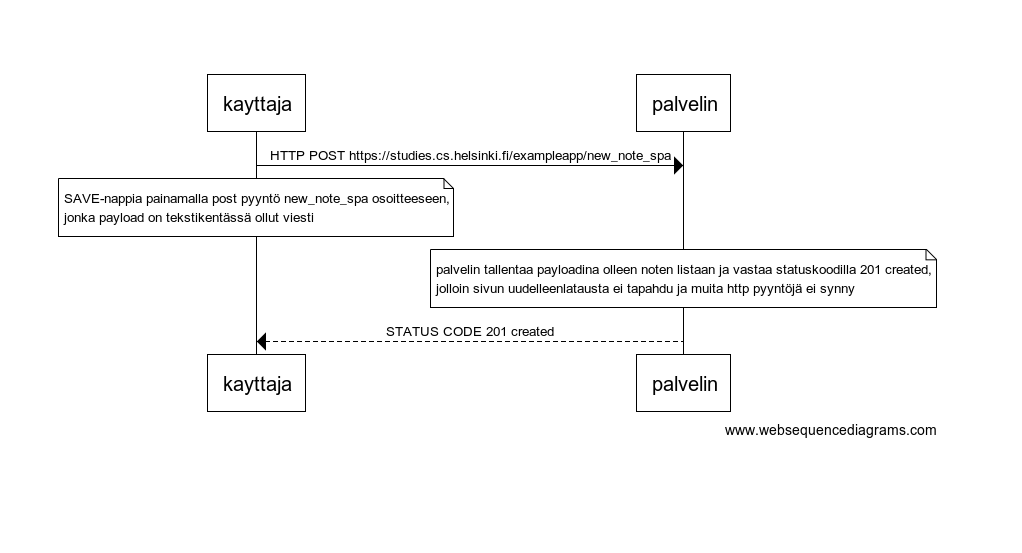 kayttaja
palvelin
HTTP POST https://studies.cs.helsinki.fi/exampleapp/new_note_spa
SAVE-nappia painamalla post pyyntö new_note_spa osoitteeseen,
jonka payload on tekstikentässä ollut viesti
palvelin tallentaa payloadina olleen noten listaan ja vastaa statuskoodilla 201 created,
jolloin sivun uudelleenlatausta ei tapahdu ja muita http pyyntöjä ei synny
STATUS CODE 201 created
kayttaja
palvelin
www.websequencediagrams.com